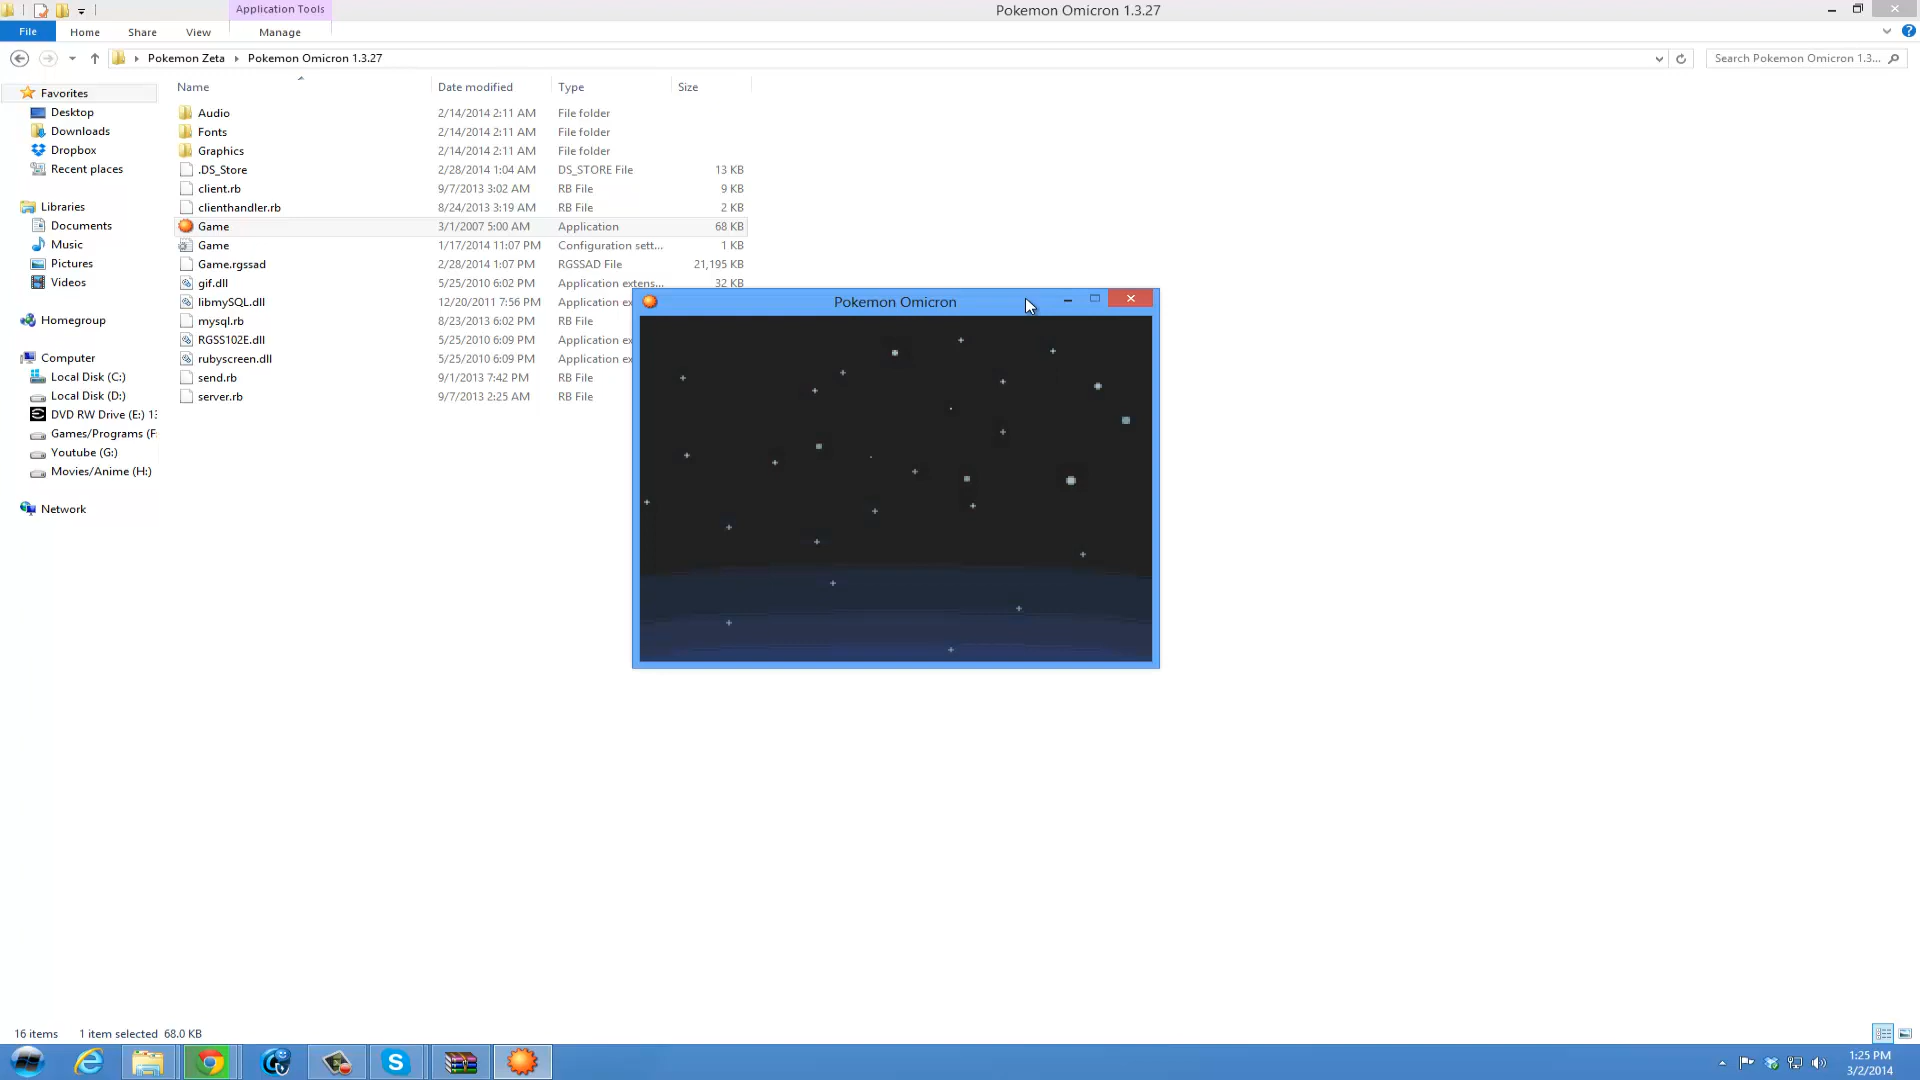 Application Tools
Pokemon Omicron 1.3.27
File Home Share View Manage
Pokemon Zeta Pokemon Omicron 1.3.27
Search Pokemon Omicron 1.3...
Name Date modified Type Size
Favorites
Desktop
Downloads
Dropbox
Recent places
Libraries
Documents
Music
Pictures
Videos
Homegroup
Computer
Local Disk (C:)
Local Disk (D:)
DVD RW Drive (E:) 1
Games/Programs (F
Youtube (G:)
Movies/Anime (H:)
Network
Audio 2/14/2014 2:11 AM File folder
Fonts 2/14/2014 2:11 AM File folder
Graphics 2/14/2014 2:11 AM File folder
.DS_Store 2/28/2014 1:04 AM DS_STORE File 13 KB
client.rb 9/7/2013 3:02 AM RB File 9 KB
clienthandler.rb 8/24/2013 3:19 AM RB File 2 KB
Game 3/1/2007 5:00 AM Application 68 KB
Game 1/17/2014 11:07 PM Configuration sett... 1 KB
Game.rgssad 2/28/2014 1:07 PM RGSSAD File 21,195 KB
gif.dll 5/25/2010 6:02 PM Application extens... 32 KB
libmySQL.dll 12/20/2011 7:56 PM Application ex
mysql.rb 8/23/2013 6:02 PM RB File
RGSS102E.dll 5/25/2010 6:09 PM Application ex
rubyscreen.dll 5/25/2010 6:09 PM Application ex
send.rb 9/1/2013 7:42 PM RB File
server.rb 9/7/2013 2:25 AM RB File
Pokemon Omicron
16 items 1 item selected 68.0 KB
1:25 PM
3/2/2014